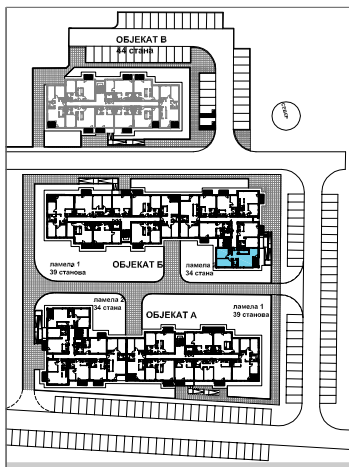 ОБЈЕКАТ В
44 стана
СЕВЕР
ламела 1
39 станова
ОБЈЕКАТ Б
ламела
34 стана
ламела 2
34 стана
ОБЈЕКАТ А
ламела 1
39 станова